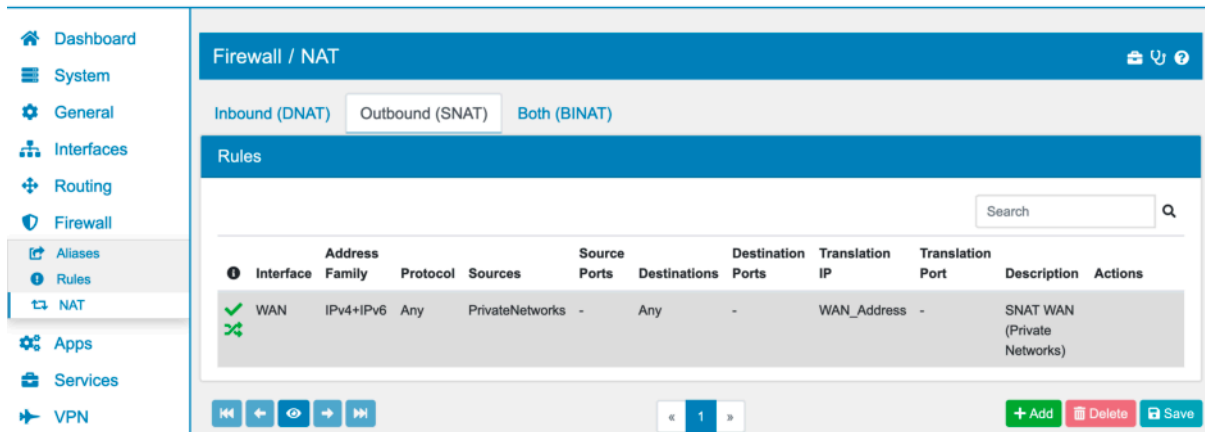 Dashboard
System
General
Interfaces
Routing
Firewall
Aliases
Rules
NAT
Apps
Services
VPN
Firewall / NAT
Inbound (DNAT) Outbound (SNAT) Both (BINAT)
Rules
Search
Interface Address Family Protocol Sources Source Ports Destinations Destination Ports Translation IP Translation Port Description Actions
WAN IPv4+IPv6 Any PrivateNetworks - Any - WAN_Address - SNAT WAN (Private Networks)
« 1 »
+ Add Delete Save